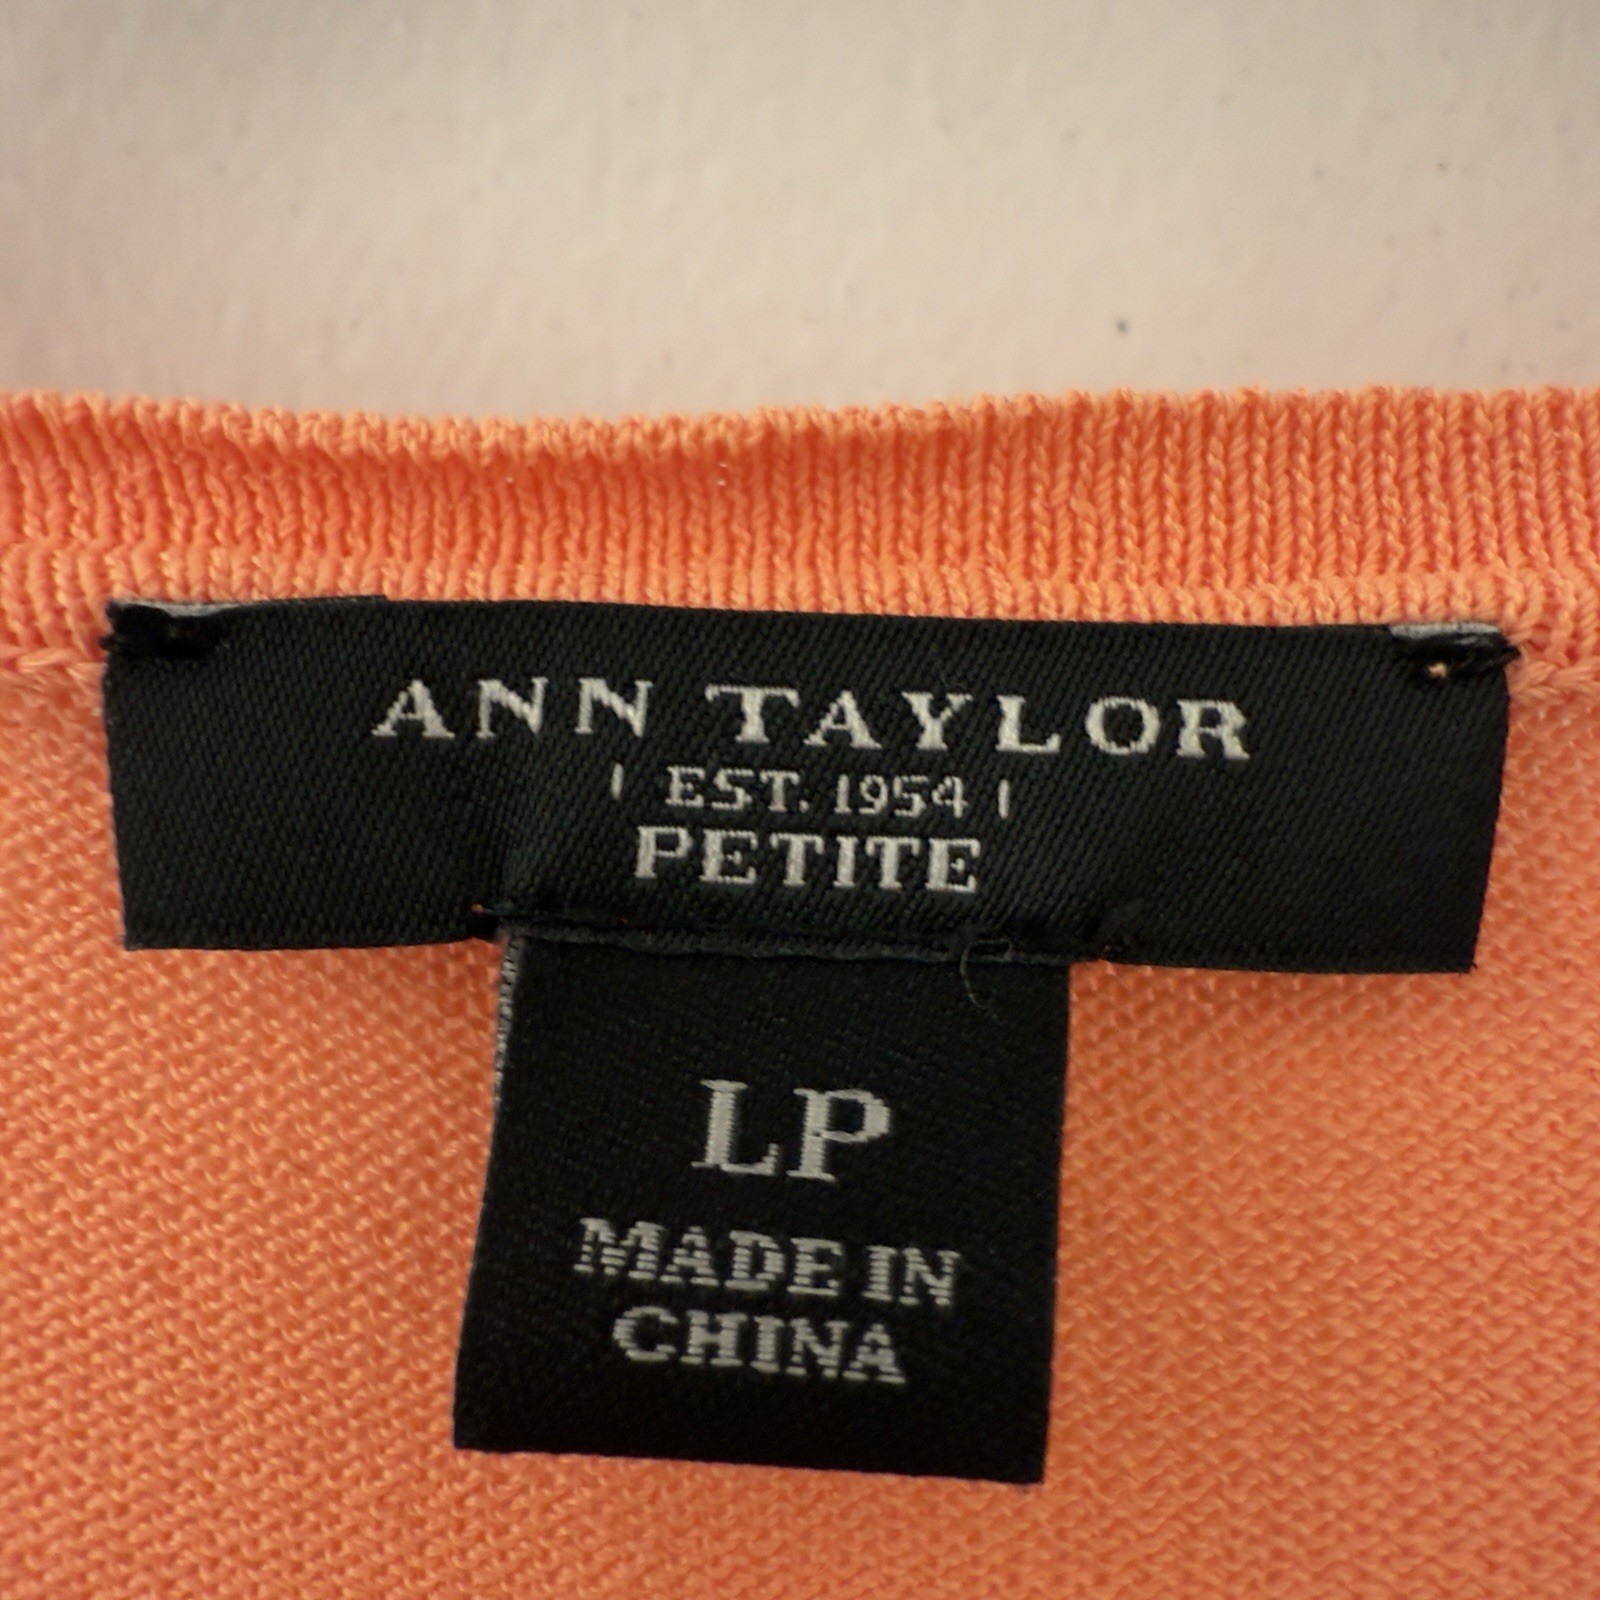 ANN TAYLOR
| EST. 1954 |
PETITE
LP
MADE IN
CHINA